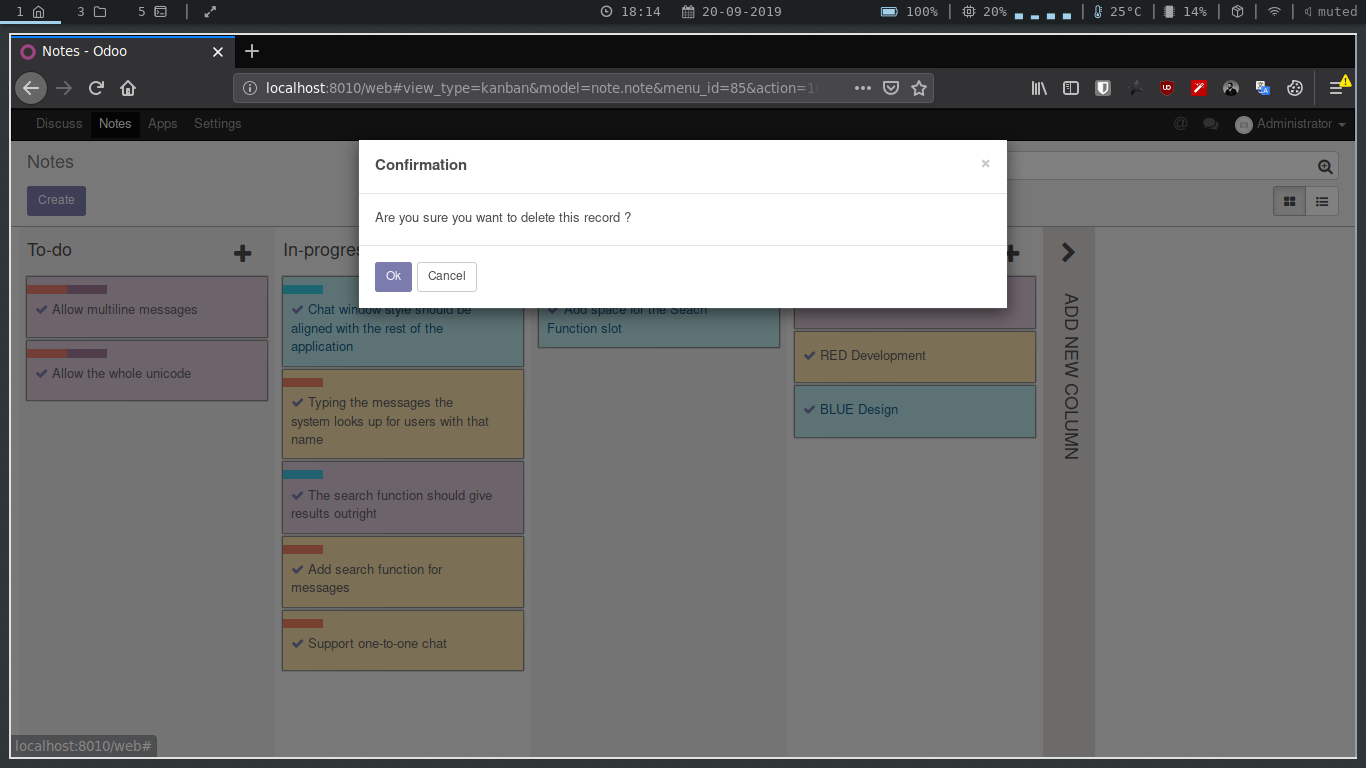 1 3 5 18:14 20-09-2019 100% 20% 25°C 14% muted
Notes - Odoo
localhost:8010/web#view_type=kanban&model=note.note&menu_id=85&action=1
Discuss Notes Apps Settings @ Administrator
Notes
Create
Confirmation ×
Are you sure you want to delete this record ?
Ok Cancel
To-do
Allow multiline messages
Allow the whole unicode
In-progres
Chat window style should be
aligned with the rest of the
application
Typing the messages the
system looks up for users with that
name
The search function should give
results outright
Add search function for
messages
Support one-to-one chat
Add space for the Seach
Function slot
RED Development
BLUE Design
ADD NEW COLUMN
localhost:8010/web#